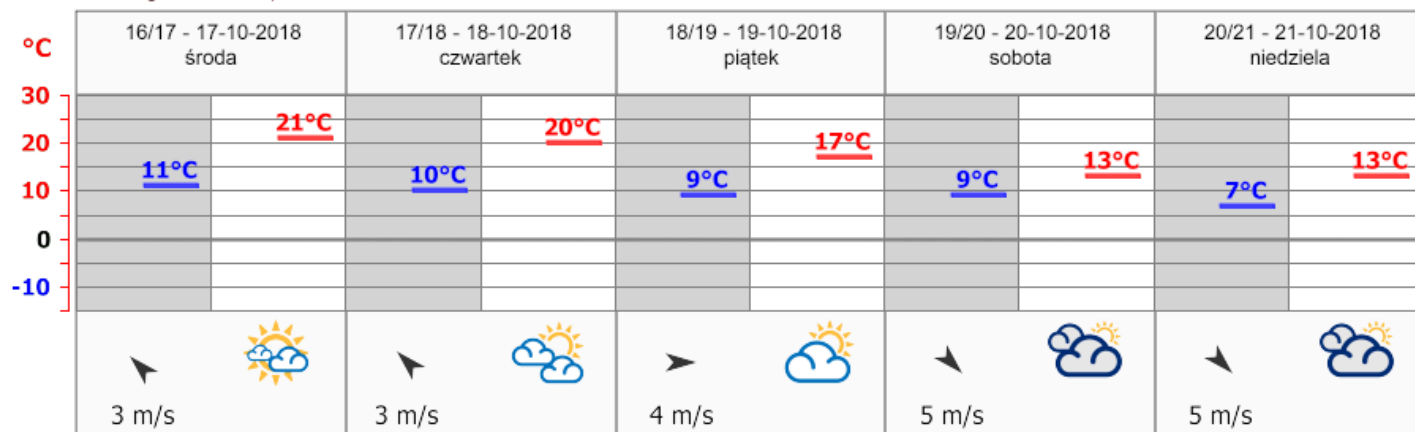 °C
16/17 - 17-10-2018
środa
17/18 - 18-10-2018
czwartek
18/19 - 19-10-2018
piątek
19/20 - 20-10-2018
sobota
20/21 - 21-10-2018
niedziela
30
20
10
0
-10
11°C
21°C
10°C
20°C
9°C
17°C
9°C
13°C
7°C
13°C
3 m/s
3 m/s
4 m/s
5 m/s
5 m/s